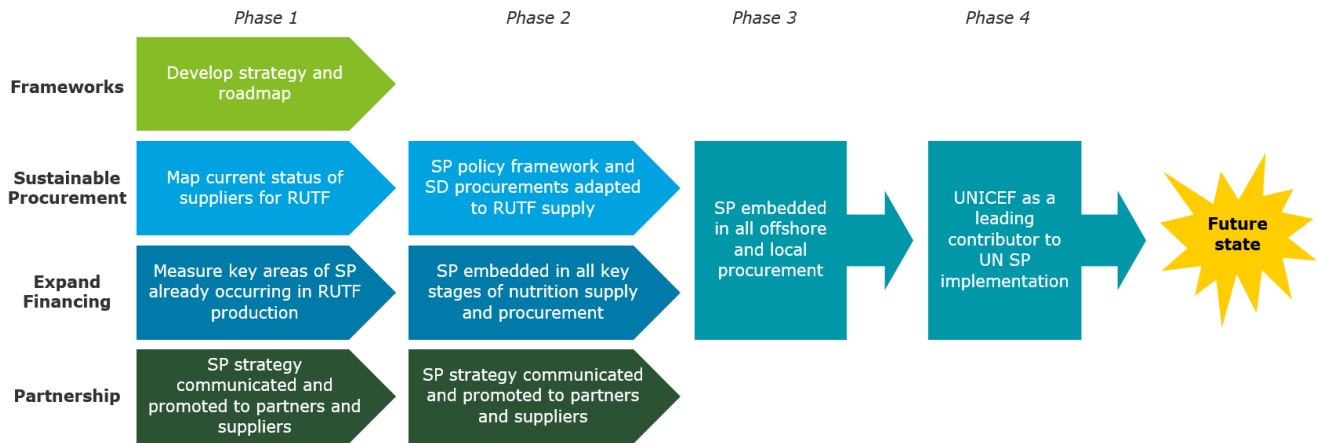 Phase 1
Phase 2
Phase 3
Phase 4
Frameworks
Develop strategy and
roadmap
Sustainable
Procurement
Map current status of
suppliers for RUTF
SP policy framework and
SD procurements adapted
to RUTF supply
Expand
Financing
Measure key areas of SP
already occurring in RUTF
production
SP embedded in all key
stages of nutrition supply
and procurement
SP embedded
in all offshore
and local
procurement
UNICEF as a
leading
contributor to
UN SP
implementation
Future
state
Partnership
SP strategy
communicated and
promoted to partners and
suppliers
SP strategy communicated
and promoted to partners
and suppliers